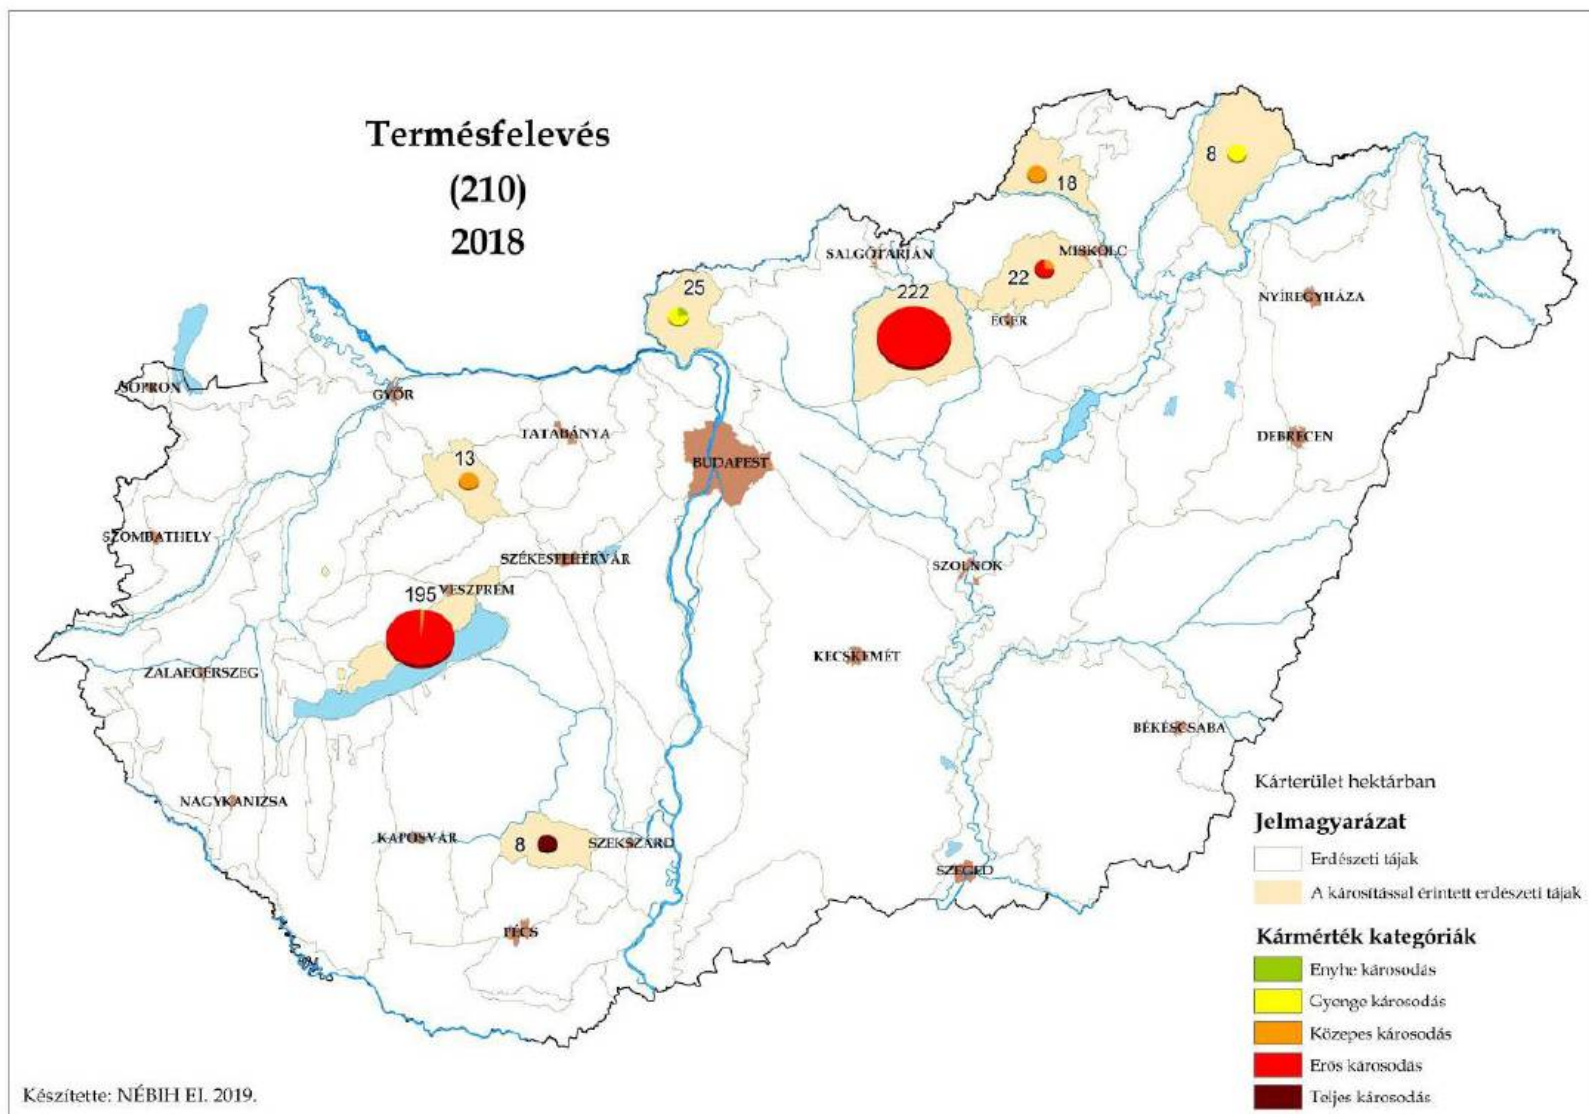 Termésfelevés
(210)
2018
8
18
SALGÓTARJÁN
MISKOLC
22
25
222
NYÍREGYHÁZA
EGER
SOPRON
GYŐR
TATABÁNYA
DEBRECEN
13
BUDAPEST
SZOMBATHELY
SZÉKESFEHÉRVÁR
SZOLNOK
195
VESZPRÉM
KECSKEMÉT
ZALAEGERSZEG
BÉKÉSCSABA
Kárterület hektárban
NAGYKANIZSA
Jelmagyarázat
KAPOSVÁR
8
SZEKSZÁRD
Erdészeti tájak
SZEGED
A károsítással érintett erdészeti tájak
PÉCS
Kármérték kategóriák
Enyhe károsodás
Gyenge károsodás
Közepes károsodás
Erős károsodás
Teljes károsodás
Készítette: NÉBIH EI. 2019.